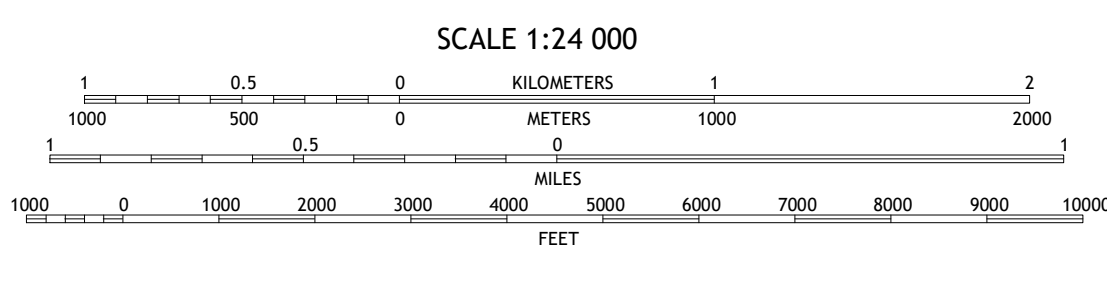 SCALE 1:24 000
1 0.5 0 KILOMETERS 1 2
1000 500 0 METERS 1000 2000
1 0.5 0 1
MILES
1000 0 1000 2000 3000 4000 5000 6000 7000 8000 9000 10000
FEET